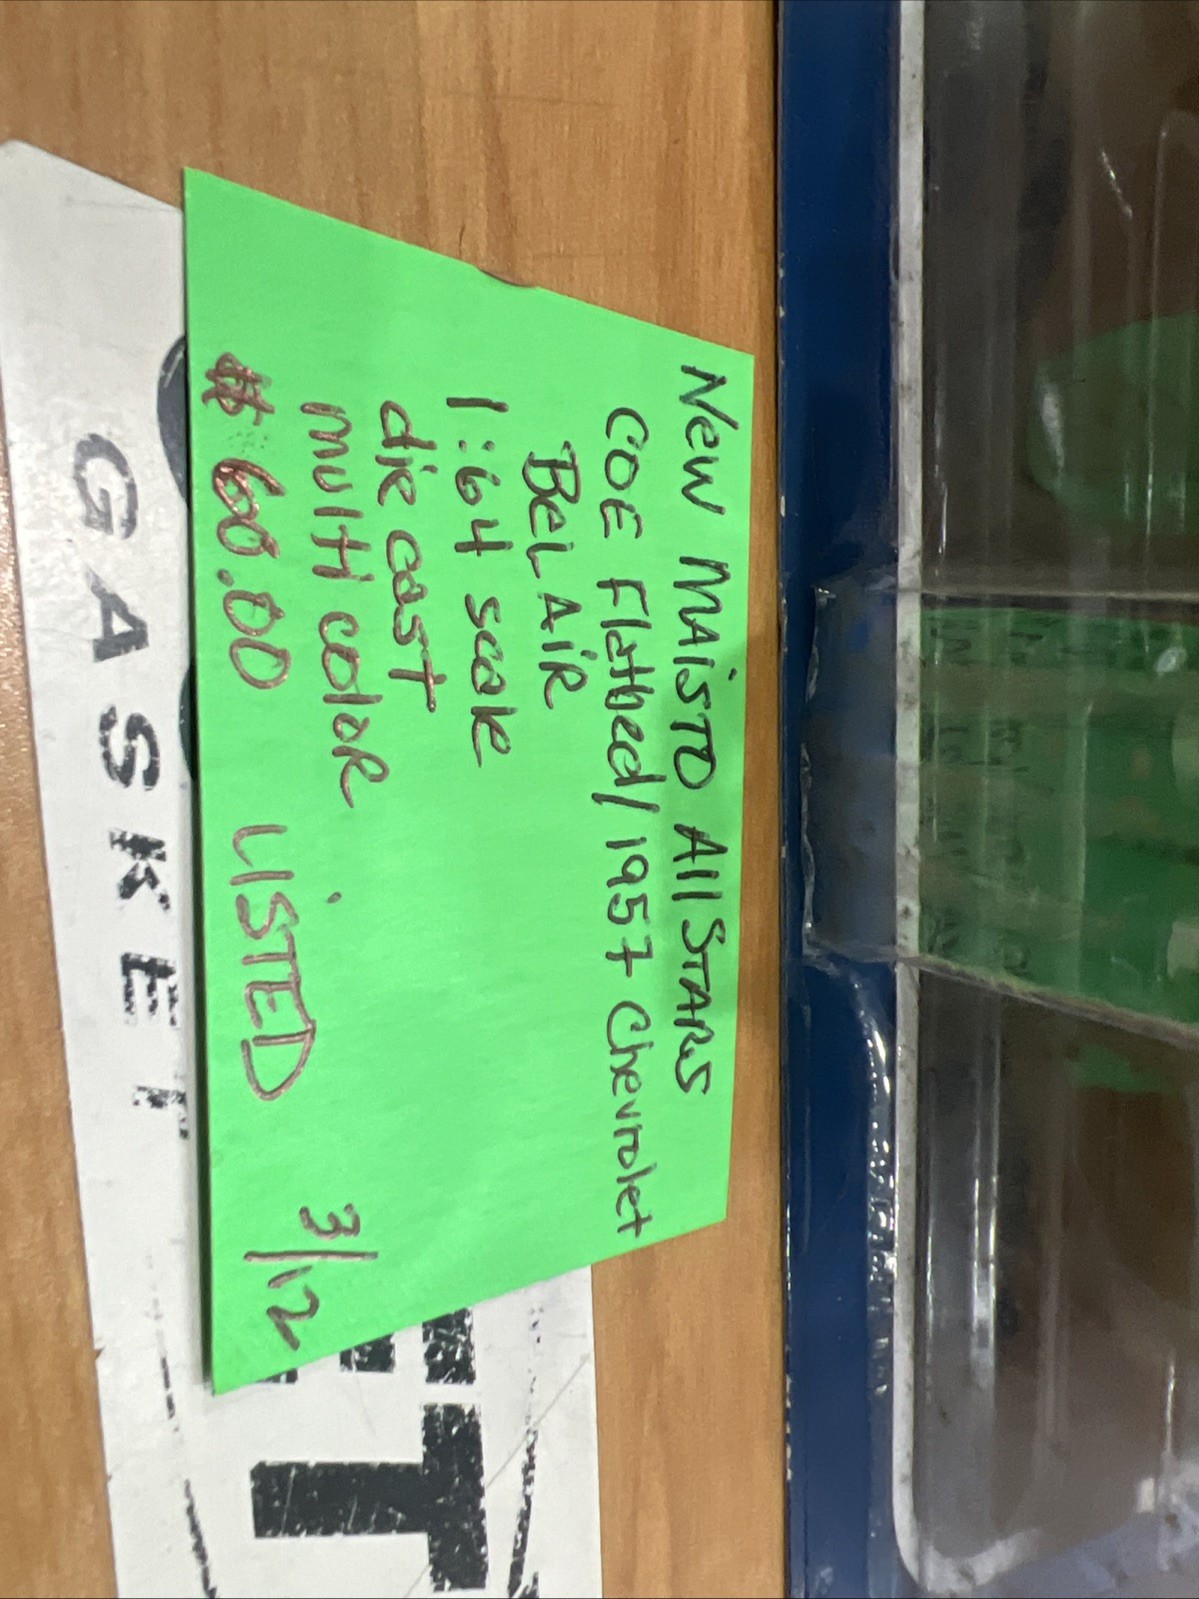 New MAiSTO All STARS
COE Flatbed/1957 Chevrolet
BEL AiR
1:64 scale
die cast
multi color
$60.00 LiSTED 3/12
GASKET
ET